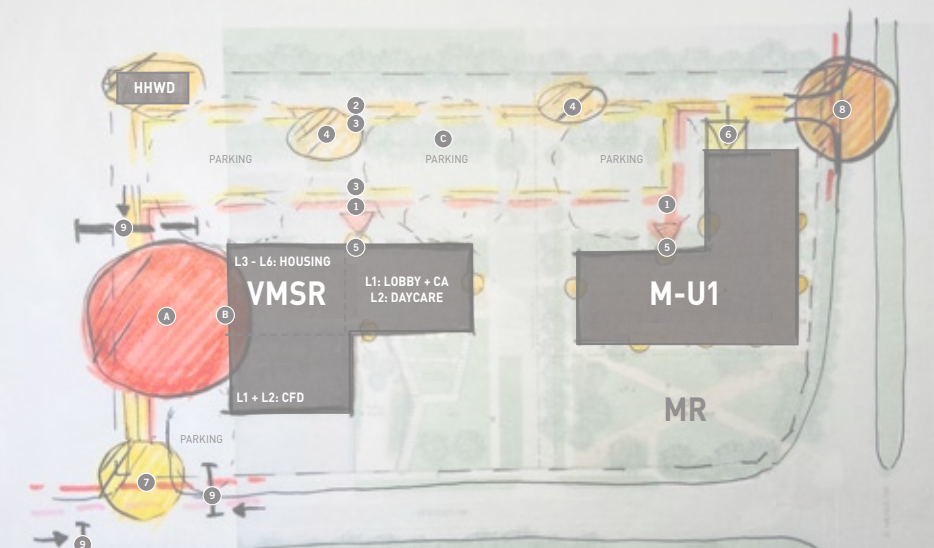 HHWD
2
4
8
4
3
6
C
PARKING
PARKING
PARKING
3
1
1
9
5
5
L3 - L6: HOUSING
L1: LOBBY + CA
L2: DAYCARE
VMSR
M-U1
A
B
L1 + L2: CFD
MR
PARKING
7
9
9